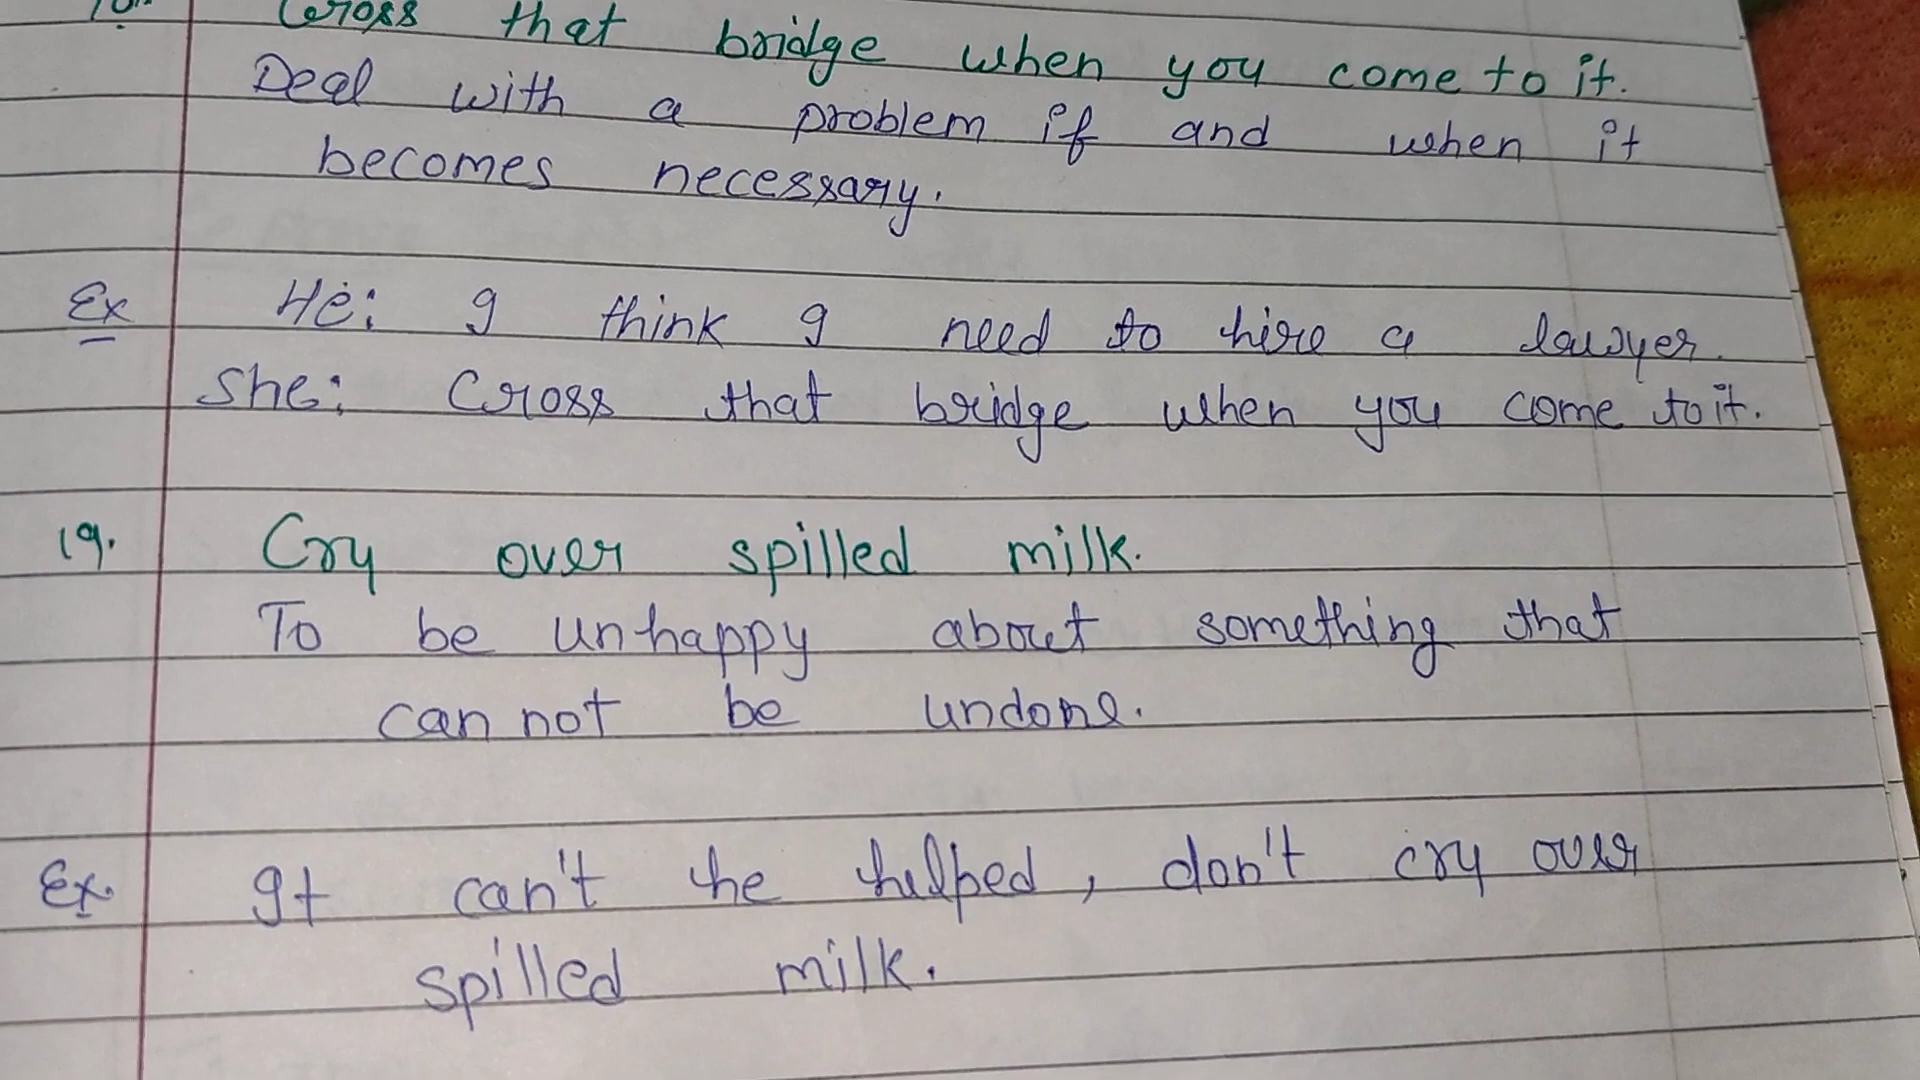 18. Cross that bridge when you come to it.
Deal with a problem if and when it
becomes necessary.
Ex He: I think I need to hire a lawyer.
She: Cross that bridge when you come to it.
19. Cry over spilled milk.
To be unhappy about something that
can not be undone.
Ex. It can't he helped, don't cry over
spilled milk.